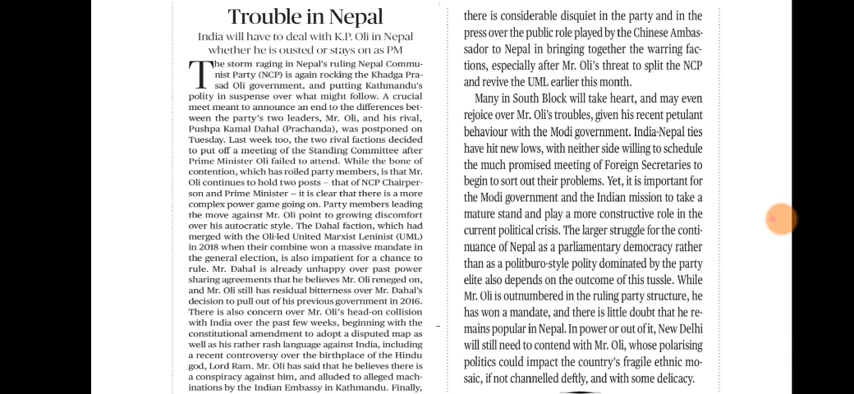 Trouble in Nepal
India will have to deal with K.P. Oli in Nepal
whether he is ousted or stays on as PM
The storm raging in Nepal's ruling Nepal Commu-
nist Party (NCP) is again rocking the Khadga Pra-
sad Oli government, and putting Kathmandu's
polity in suspense over what might follow. A crucial
meet meant to announce an end to the differences bet-
ween the party's two leaders, Mr. Oli, and his rival,
Pushpa Kamal Dahal (Prachanda), was postponed on
Tuesday. Last week too, the two rival factions decided
to put off a meeting of the Standing Committee after
Prime Minister Oli failed to attend. While the bone of
contention, which has roiled party members, is that Mr.
Oli continues to hold two posts – that of NCP Chairper-
son and Prime Minister – it is clear that there is a more
complex power game going on. Party members leading
the move against Mr. Oli point to growing discomfort
over his autocratic style. The Dahal faction, which had
merged with the Oli-led United Marxist Leninist (UML)
in 2018 when their combine won a massive mandate in
the general election, is also impatient for a chance to
rule. Mr. Dahal is already unhappy over past power
sharing agreements that he believes Mr. Oli reneged on,
and Mr. Oli still has residual bitterness over Mr. Dahal's
decision to pull out of his previous government in 2016.
There is also concern over Mr. Oli's head-on collision
with India over the past few weeks, beginning with the
constitutional amendment to adopt a disputed map as
well as his rather rash language against India, including
a recent controversy over the birthplace of the Hindu
god, Lord Ram. Mr. Oli has said that he believes there is
a conspiracy against him, and alluded to alleged mach-
inations by the Indian Embassy in Kathmandu. Finally,
there is considerable disquiet in the party and in the
press over the public role played by the Chinese Ambas-
sador to Nepal in bringing together the warring fac-
tions, especially after Mr. Oli's threat to split the NCP
and revive the UML earlier this month.
Many in South Block will take heart, and may even
rejoice over Mr. Oli's troubles, given his recent petulant
behaviour with the Modi government. India-Nepal ties
have hit new lows, with neither side willing to schedule
the much promised meeting of Foreign Secretaries to
begin to sort out their problems. Yet, it is important for
the Modi government and the Indian mission to take a
mature stand and play a more constructive role in the
current political crisis. The larger struggle for the conti-
nuance of Nepal as a parliamentary democracy rather
than as a politburo-style polity dominated by the party
elite also depends on the outcome of this tussle. While
Mr. Oli is outnumbered in the ruling party structure, he
has won a mandate, and there is little doubt that he re-
mains popular in Nepal. In power or out of it, New Delhi
will still need to contend with Mr. Oli, whose polarising
politics could impact the country's fragile ethnic mo-
saic, if not channelled deftly, and with some delicacy.